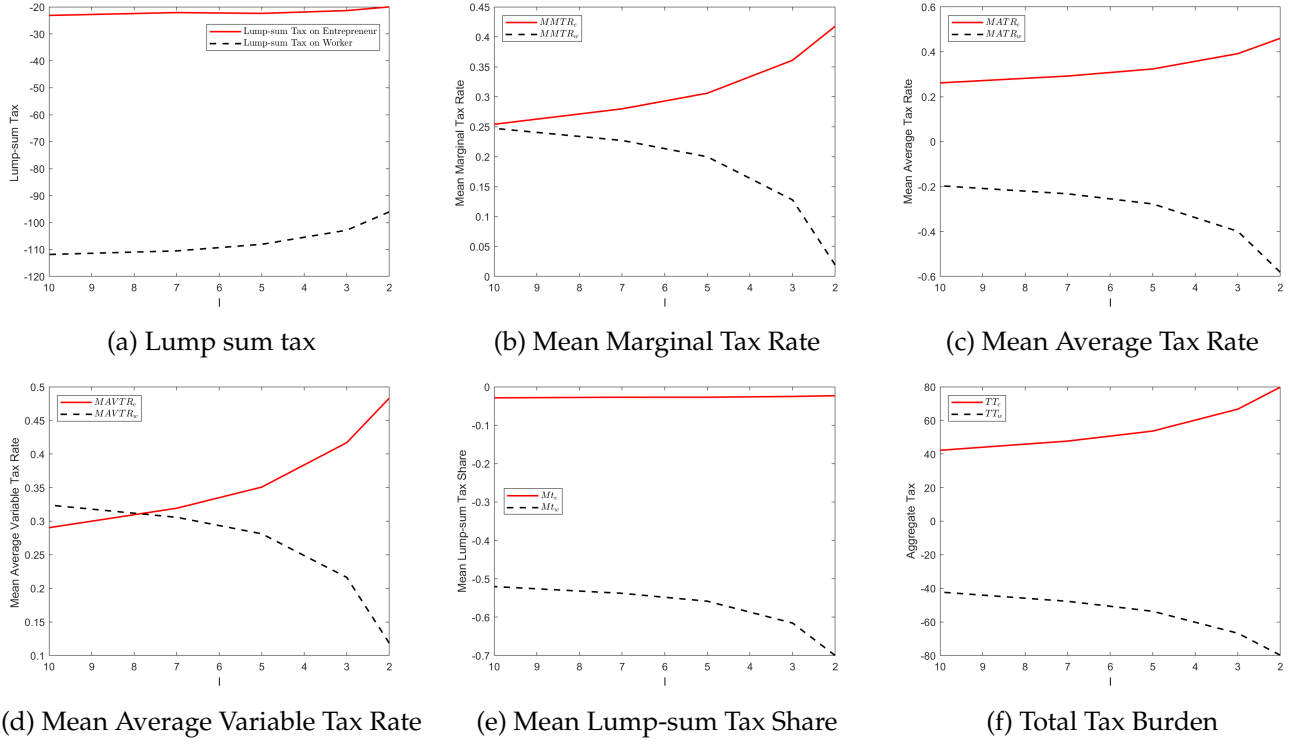 -20
-30
-40
-50
-60
-70
-80
-90
-100
-110
-120
Lump-sum Tax
Lump-sum Tax on Entrepreneur
Lump-sum Tax on Worker
10 9 8 7 6 5 4 3 2
I
(a) Lump sum tax
0.45
0.4
0.35
0.3
0.25
0.2
0.15
0.1
0.05
0
Mean Marginal Tax Rate
MMTR_e
MMTR_w
10 9 8 7 6 5 4 3 2
I
(b) Mean Marginal Tax Rate
0.6
0.4
0.2
0
-0.2
-0.4
-0.6
Mean Average Tax Rate
MATR_e
MATR_w
10 9 8 7 6 5 4 3 2
I
(c) Mean Average Tax Rate
0.5
0.45
0.4
0.35
0.3
0.25
0.2
0.15
0.1
Mean Average Variable Tax Rate
MAVTR_e
MAVTR_w
10 9 8 7 6 5 4 3 2
I
(d) Mean Average Variable Tax Rate
0
-0.1
-0.2
-0.3
-0.4
-0.5
-0.6
-0.7
Mean Lump-sum Tax Share
Mt_e
Mt_w
10 9 8 7 6 5 4 3 2
I
(e) Mean Lump-sum Tax Share
80
60
40
20
0
-20
-40
-60
-80
Aggregate Tax
TT_e
TT_w
10 9 8 7 6 5 4 3 2
I
(f) Total Tax Burden